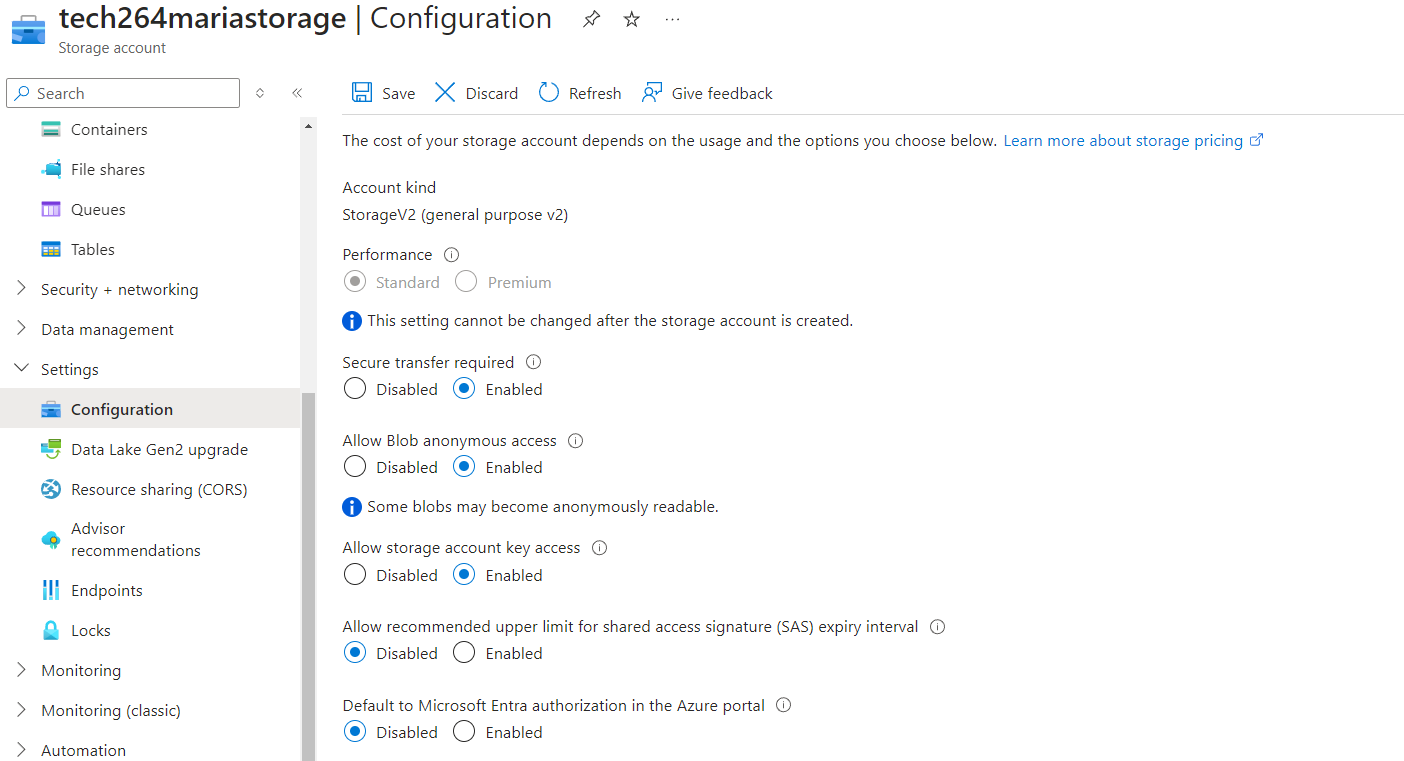 tech264mariastorage | Configuration
Storage account
Search
Containers
File shares
Queues
Tables
Security + networking
Data management
Settings
Configuration
Data Lake Gen2 upgrade
Resource sharing (CORS)
Advisor
recommendations
Endpoints
Locks
Monitoring
Monitoring (classic)
Automation
Save Discard Refresh Give feedback
The cost of your storage account depends on the usage and the options you choose below. Learn more about storage pricing
Account kind
StorageV2 (general purpose v2)
Performance
Standard Premium
This setting cannot be changed after the storage account is created.
Secure transfer required
Disabled Enabled
Allow Blob anonymous access
Disabled Enabled
Some blobs may become anonymously readable.
Allow storage account key access
Disabled Enabled
Allow recommended upper limit for shared access signature (SAS) expiry interval
Disabled Enabled
Default to Microsoft Entra authorization in the Azure portal
Disabled Enabled